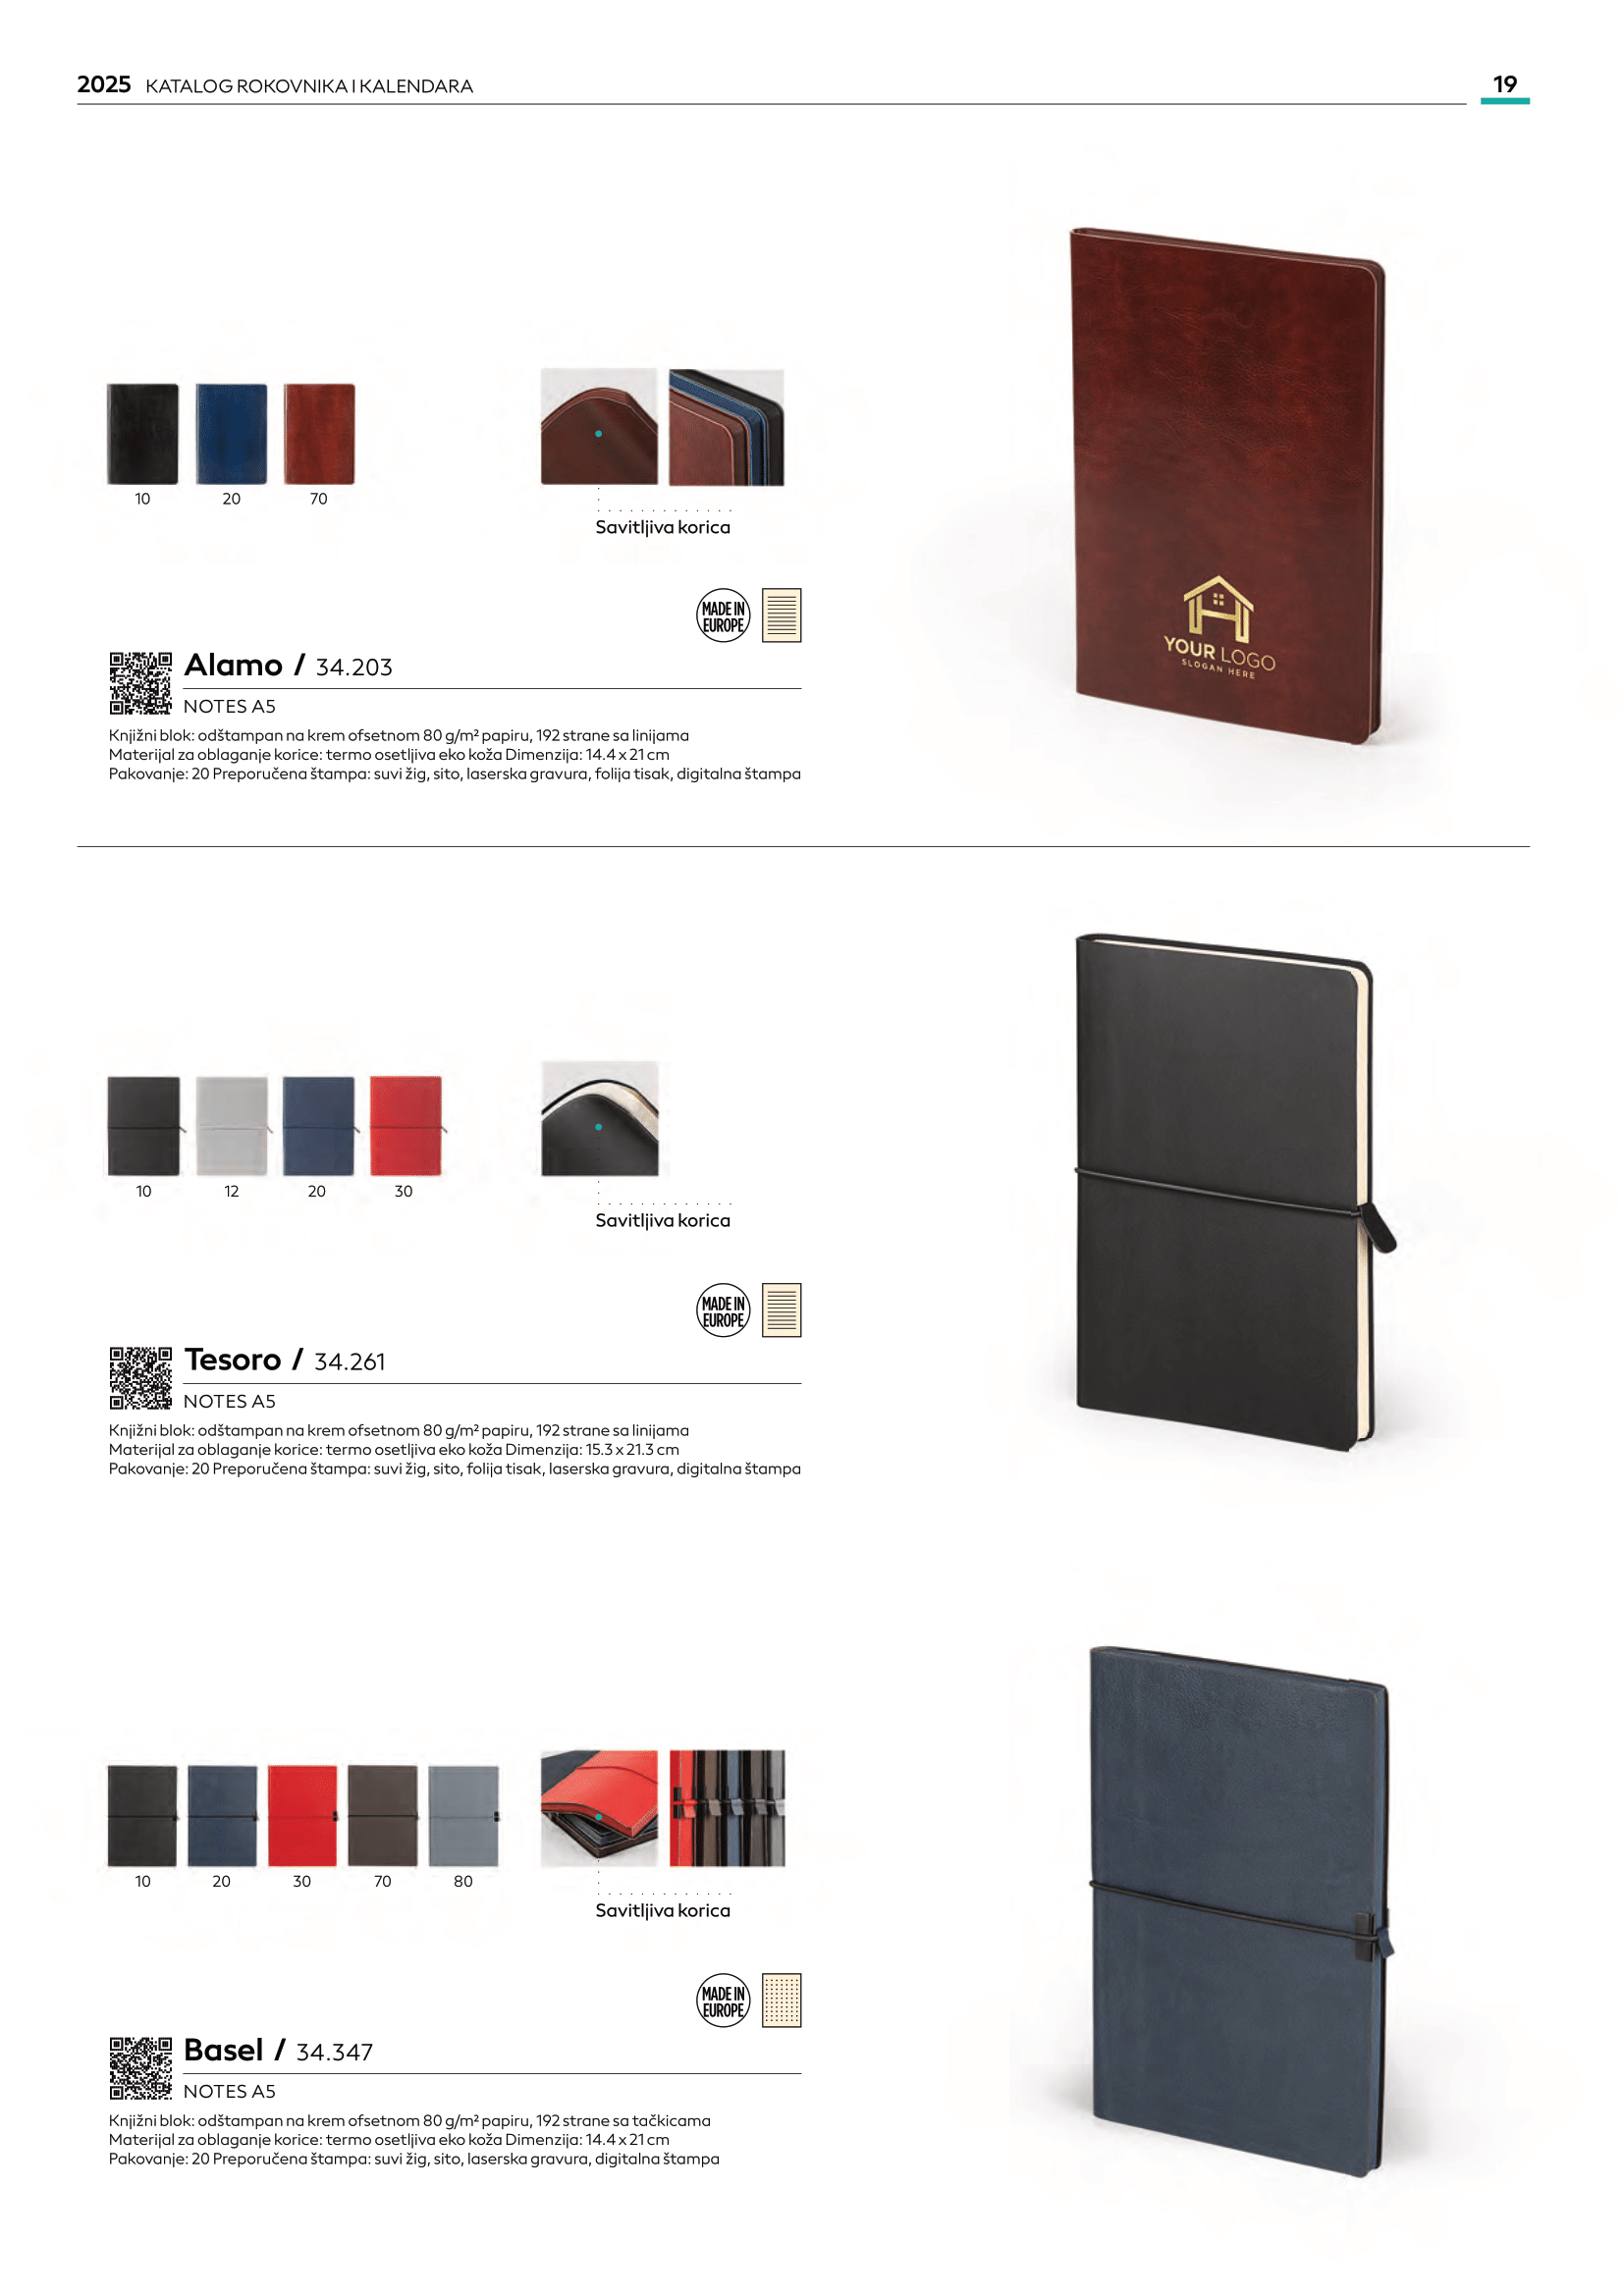 2025 KATALOG ROKOVNIKA I KALENDARA
19
10 20 70
Savitljiva korica
YOUR LOGO
SLOGAN HERE
MADE IN
EUROPE
Alamo / 34.203
NOTES A5
Knjižni blok: odštampan na krem ofsetnom 80 g/m² papiru, 192 strane sa linijama
Materijal za oblaganje korice: termo osetljiva eko koža Dimenzija: 14.4 x 21 cm
Pakovanje: 20 Preporučena štampa: suvi žig, sito, laserska gravura, folija tisak, digitalna štampa
10 12 20 30
Savitljiva korica
MADE IN
EUROPE
Tesoro / 34.261
NOTES A5
Knjižni blok: odštampan na krem ofsetnom 80 g/m² papiru, 192 strane sa linijama
Materijal za oblaganje korice: termo osetljiva eko koža Dimenzija: 15.3 x 21.3 cm
Pakovanje: 20 Preporučena štampa: suvi žig, sito, folija tisak, laserska gravura, digitalna štampa
10 20 30 70 80
Savitljiva korica
MADE IN
EUROPE
Basel / 34.347
NOTES A5
Knjižni blok: odštampan na krem ofsetnom 80 g/m² papiru, 192 strane sa tačkicama
Materijal za oblaganje korice: termo osetljiva eko koža Dimenzija: 14.4 x 21 cm
Pakovanje: 20 Preporučena štampa: suvi žig, sito, laserska gravura, digitalna štampa